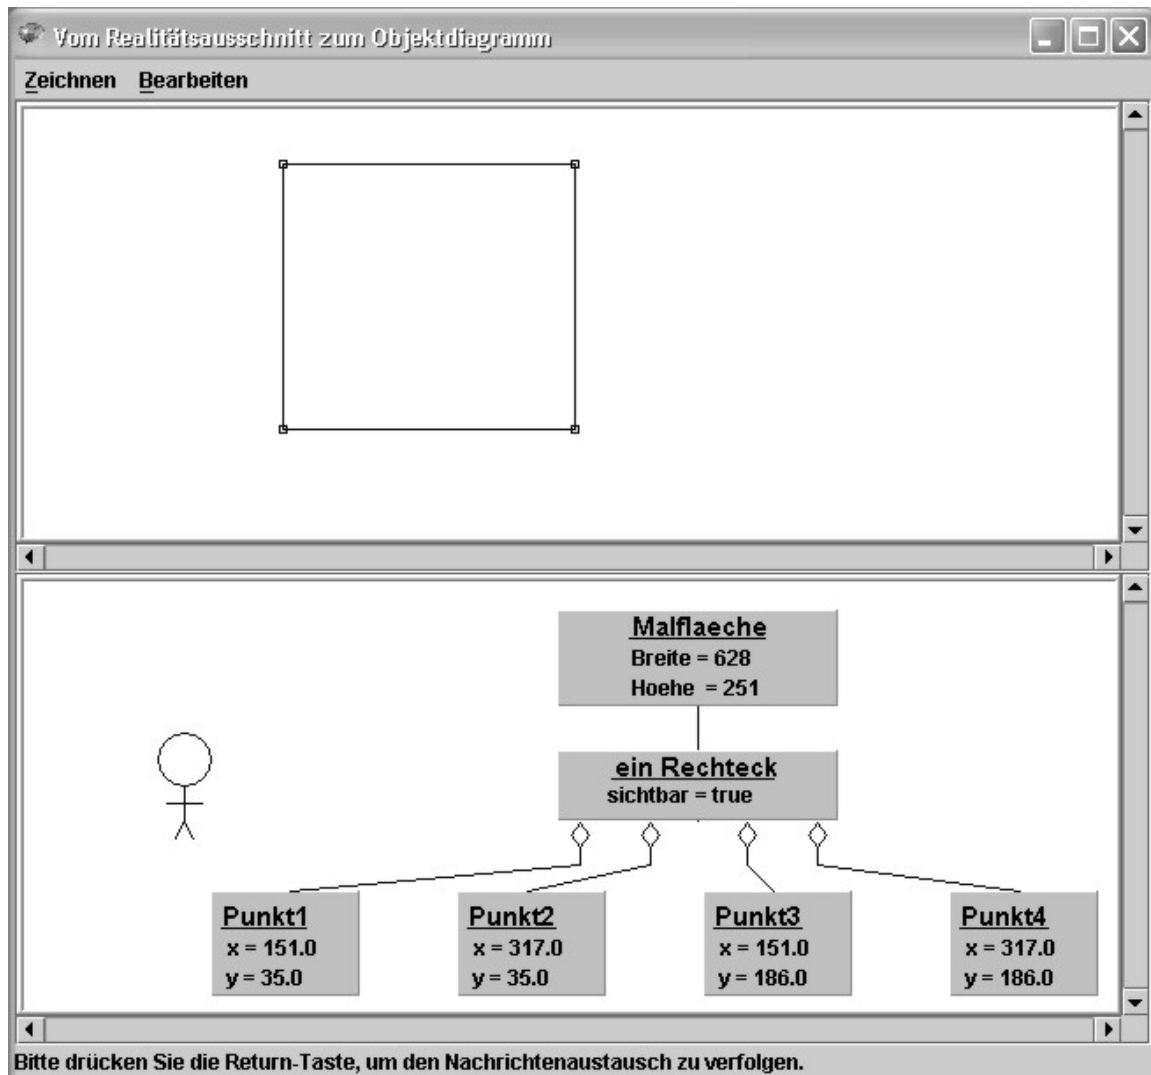 Vom Realitätsausschnitt zum Objektdiagramm
Zeichnen Bearbeiten
Malflaeche
Breite = 628
Hoehe = 251
ein Rechteck
sichtbar = true
Punkt1
x = 151.0
y = 35.0
Punkt2
x = 317.0
y = 35.0
Punkt3
x = 151.0
y = 186.0
Punkt4
x = 317.0
y = 186.0
Bitte drücken Sie die Return-Taste, um den Nachrichtenaustausch zu verfolgen.